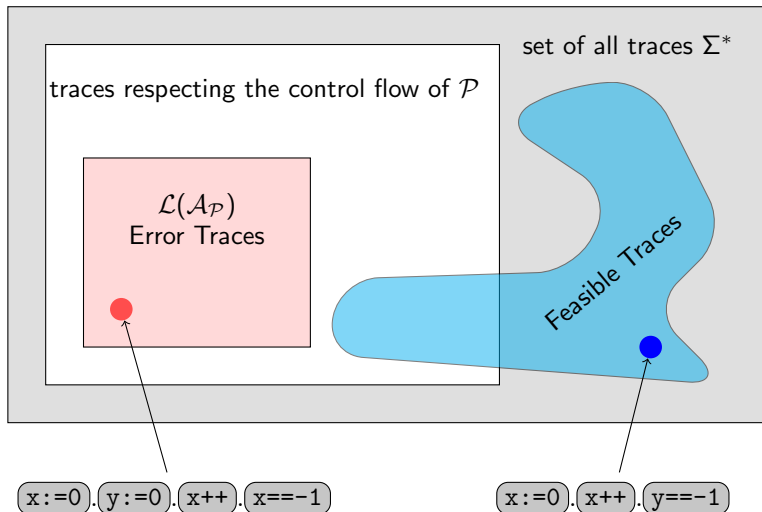 set of all traces Σ*
traces respecting the control flow of 𝒫
ℒ(𝒜_𝒫)
Error Traces
Feasible Traces
x:=0.y:=0.x++.x==-1
x:=0.x++.y==-1